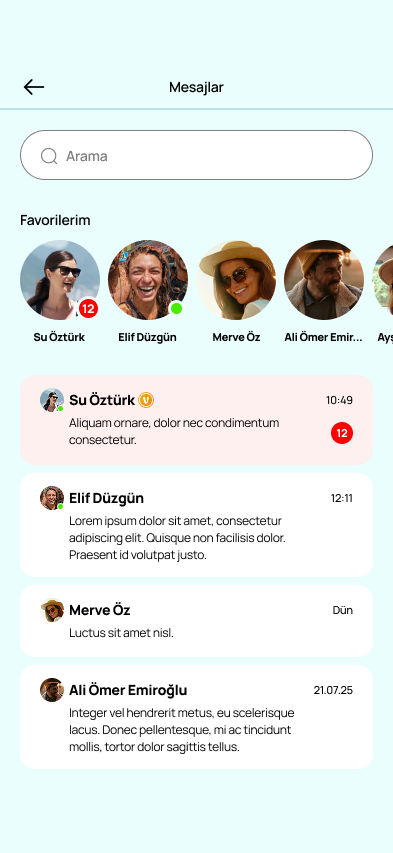 Mesajlar
Arama
Favorilerim
12
Su Öztürk
Elif Düzgün
Merve Öz
Ali Ömer Emir...
Ayş
Su Öztürk
V
10:49
Aliquam ornare, dolor nec condimentum
consectetur.
12
Elif Düzgün
12:11
Lorem ipsum dolor sit amet, consectetur
adipiscing elit. Quisque non facilisis dolor.
Praesent id volutpat justo.
Merve Öz
Dün
Luctus sit amet nisl.
Ali Ömer Emiroğlu
21.07.25
Integer vel hendrerit metus, eu scelerisque
lacus. Donec pellentesque, mi ac tincidunt
mollis, tortor dolor sagittis tellus.